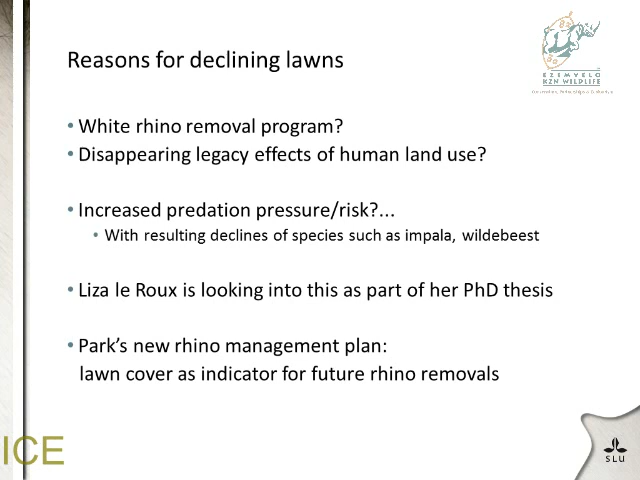 Reasons for declining lawns
EZEMVELO
KZN WILDLIFE
• White rhino removal program?
• Disappearing legacy effects of human land use?
• Increased predation pressure/risk?...
• With resulting declines of species such as impala, wildebeest
• Liza le Roux is looking into this as part of her PhD thesis
• Park's new rhino management plan:
lawn cover as indicator for future rhino removals
ICE
SLU